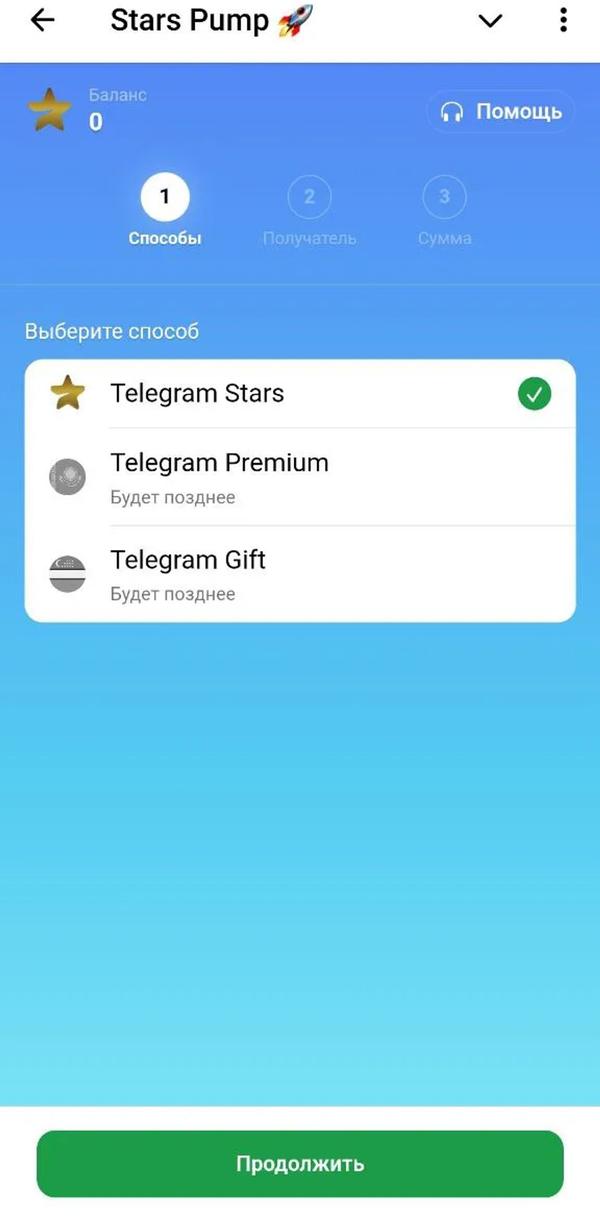 Stars Pump 🚀
Баланс
0
Помощь
1
2
3
Способы
Получатель
Сумма
Выберите способ
Telegram Stars
Telegram Premium
Будет позднее
Telegram Gift
Будет позднее
Продолжить